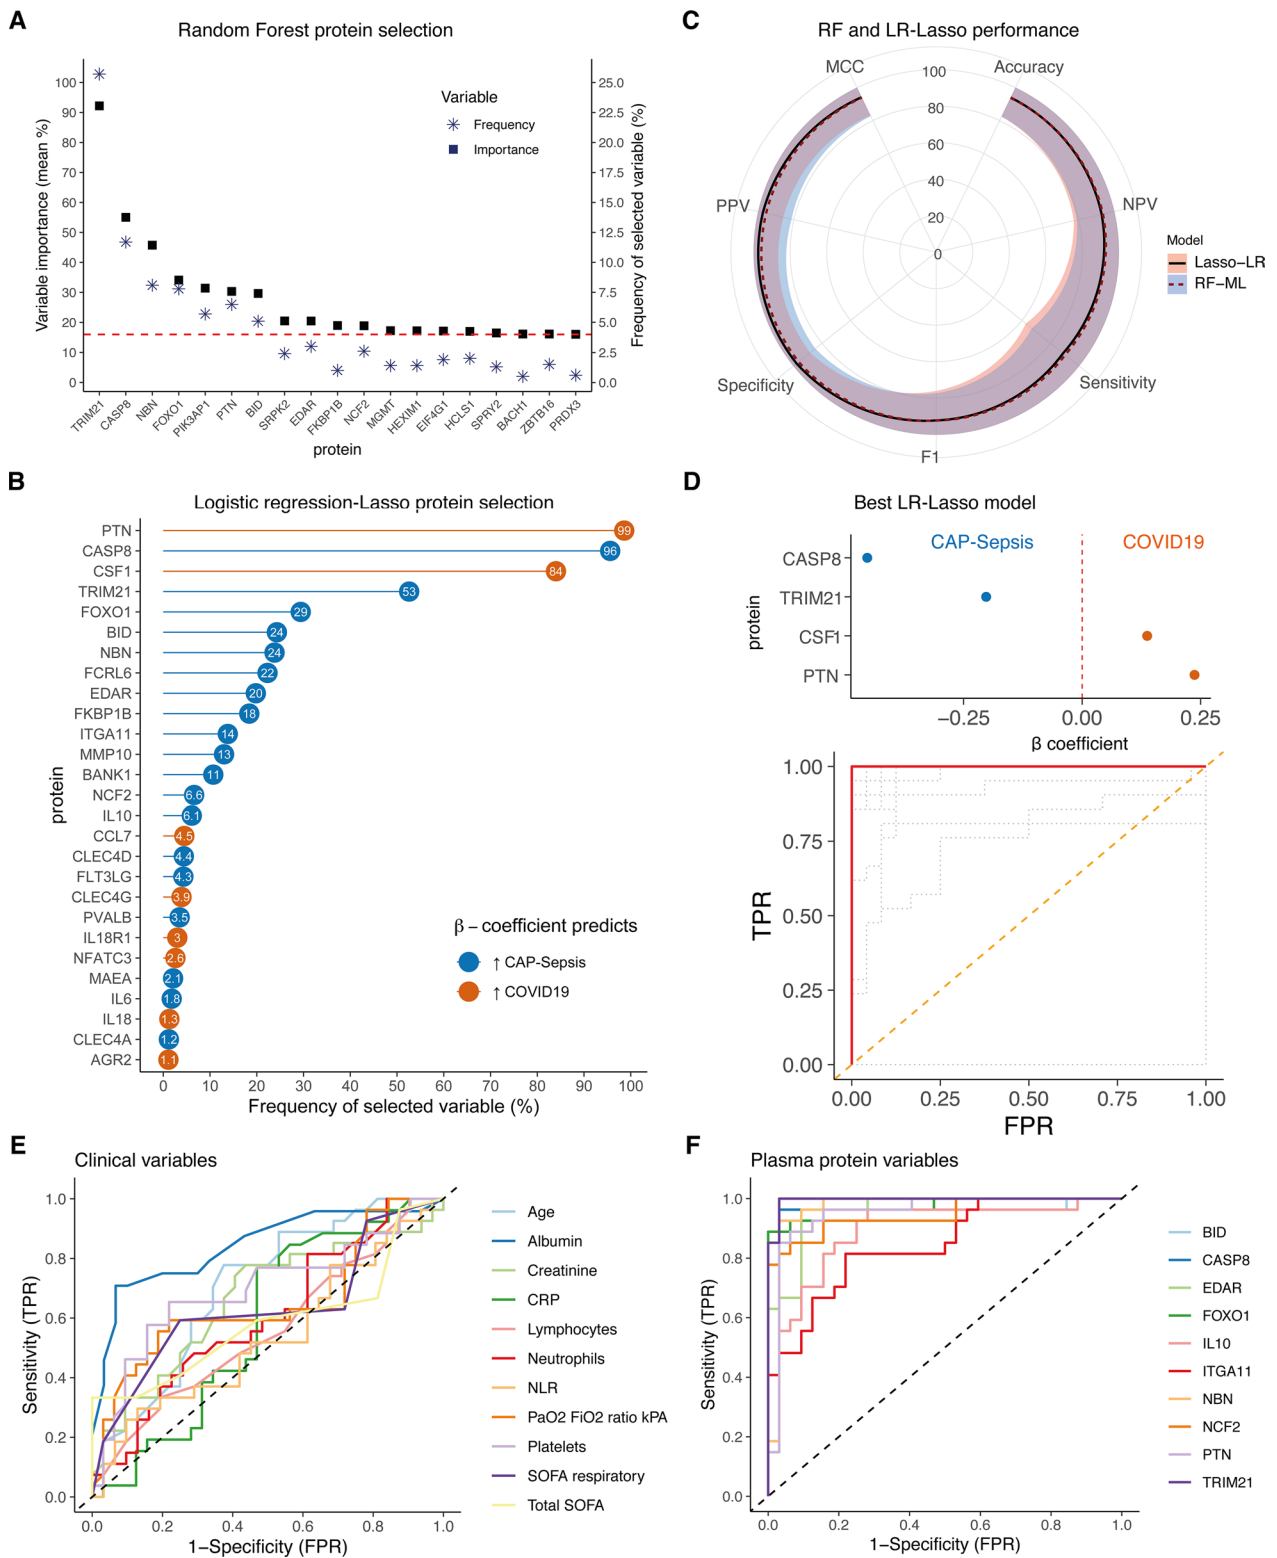 A
Random Forest protein selection
Variable importance (mean %)
100
90
80
70
60
50
40
30
20
10
0
Variable
Frequency
Importance
25.0
22.5
20.0
17.5
15.0
12.5
10.0
7.5
5.0
2.5
0.0
Frequency of selected variable (%)
TRIM21
CASP8
NBN
FOXO1
PIK3AP1
PTN
BID
SRPK2
EDAR
FKBP1B
NCF2
MGMT
HEXIM1
EIF4G1
HCLS1
SPRY2
BACH1
ZBTB16
PRDX3
protein
C
RF and LR-Lasso performance
MCC
Accuracy
PPV
NPV
Specificity
Sensitivity
F1
100
80
60
40
20
0
Model
Lasso−LR
RF−ML
B
Logistic regression-Lasso protein selection
protein
PTN 99
CASP8 96
CSF1 84
TRIM21 53
FOXO1 29
BID 24
NBN 24
FCRL6 22
EDAR 20
FKBP1B 18
ITGA11 14
MMP10 13
BANK1 11
NCF2 6.6
IL10 6.1
CCL7 4.5
CLEC4D 4.4
FLT3LG 4.3
CLEC4G 3.9
PVALB 3.5
IL18R1 3
NFATC3 2.6
MAEA 2.1
IL6 1.8
IL18 1.3
CLEC4A 1.2
AGR2 1.1
β − coefficient predicts
↑ CAP-Sepsis
↑ COVID19
0 10 20 30 40 50 60 70 80 90 100
Frequency of selected variable (%)
D
Best LR-Lasso model
CAP-Sepsis
COVID19
protein
CASP8
TRIM21
CSF1
PTN
−0.25 0.00 0.25
β coefficient
TPR
1.00
0.75
0.50
0.25
0.00
0.00 0.25 0.50 0.75 1.00
FPR
E
Clinical variables
Sensitivity (TPR)
1.0
0.8
0.6
0.4
0.2
0.0
0.0 0.2 0.4 0.6 0.8 1.0
1−Specificity (FPR)
Age
Albumin
Creatinine
CRP
Lymphocytes
Neutrophils
NLR
PaO2 FiO2 ratio kPA
Platelets
SOFA respiratory
Total SOFA
F
Plasma protein variables
Sensitivity (TPR)
1.0
0.8
0.6
0.4
0.2
0.0
0.0 0.2 0.4 0.6 0.8 1.0
1−Specificity (FPR)
BID
CASP8
EDAR
FOXO1
IL10
ITGA11
NBN
NCF2
PTN
TRIM21